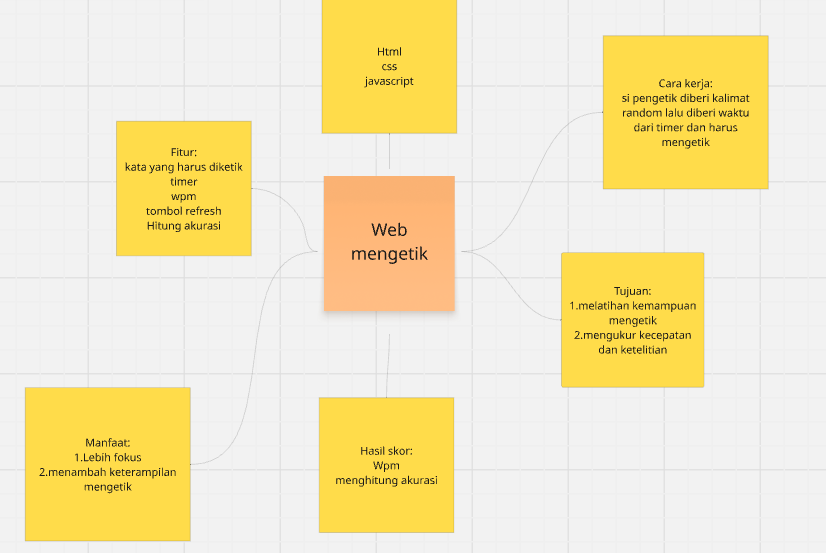 Html
css
javascript
Cara kerja:
si pengetik diberi kalimat
random lalu diberi waktu
dari timer dan harus
mengetik
Fitur:
kata yang harus diketik
timer
wpm
tombol refresh
Hitung akurasi
Web
mengetik
Tujuan:
1.melatihan kemampuan
mengetik
2.mengukur kecepatan
dan ketelitian
Manfaat:
1.Lebih fokus
2.menambah keterampilan
mengetik
Hasil skor:
Wpm
menghitung akurasi